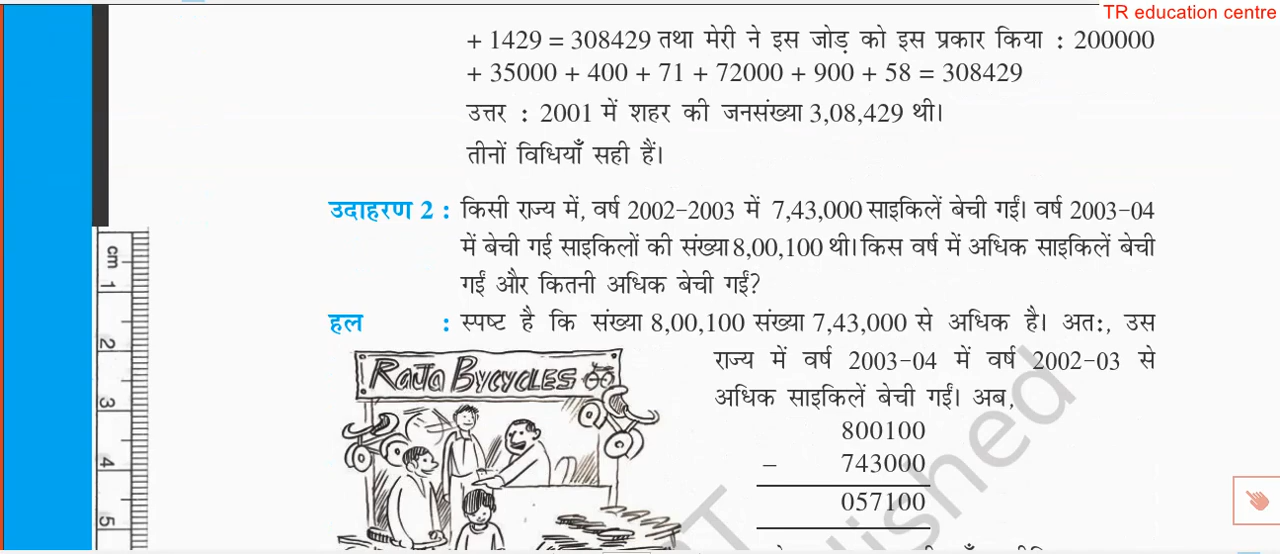 TR education centre
+ 1429 = 308429 तथा मेरी ने इस जोड़ को इस प्रकार किया : 200000
+ 35000 + 400 + 71 + 72000 + 900 + 58 = 308429
उत्तर : 2001 में शहर की जनसंख्या 3,08,429 थी।
तीनों विधियाँ सही हैं।
उदाहरण 2 : किसी राज्य में, वर्ष 2002-2003 में 7,43,000 साइकिलें बेची गईं। वर्ष 2003-04
में बेची गई साइकिलों की संख्या 8,00,100 थी। किस वर्ष में अधिक साइकिलें बेची
गईं और कितनी अधिक बेची गईं?
हल : स्पष्ट है कि संख्या 8,00,100 संख्या 7,43,000 से अधिक है। अत:, उस
राज्य में वर्ष 2003-04 में वर्ष 2002-03 से
अधिक साइकिलें बेची गईं। अब,
RAJA BYCYCLES
800100
– 743000
057100
cm 1
2
3
4
5